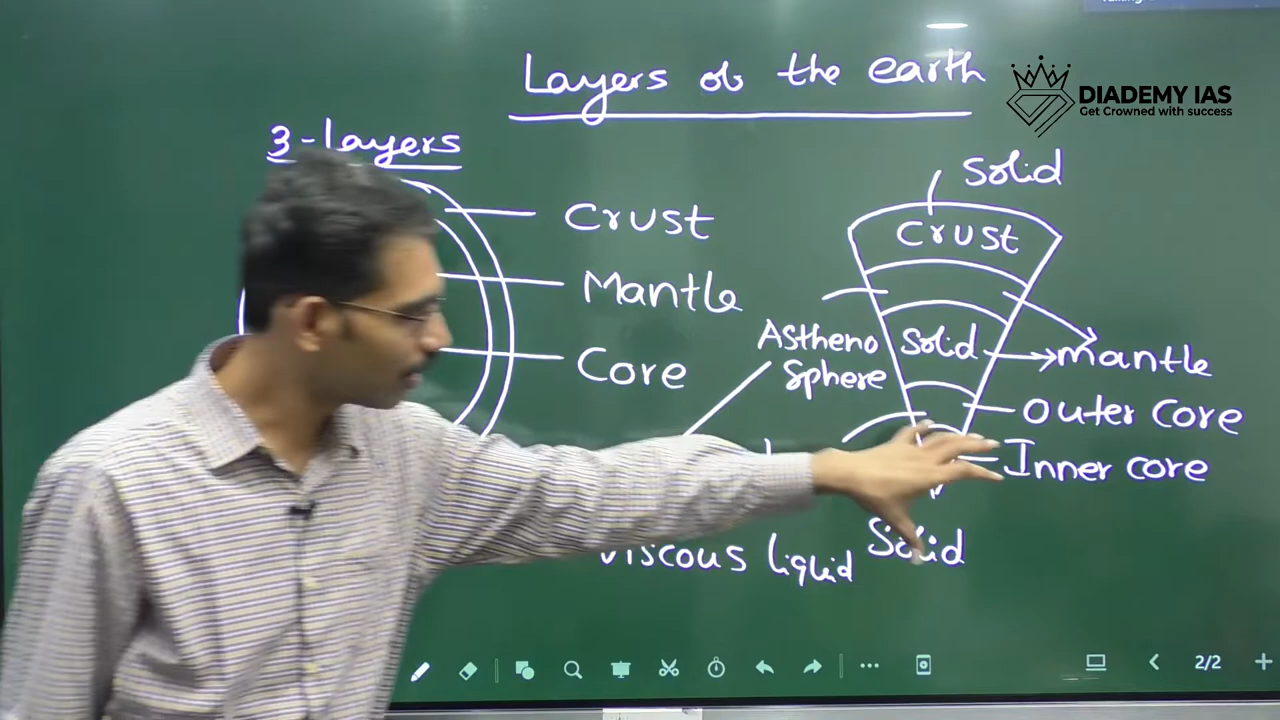 Layers of the earth
DIADEMY IAS
Get Crowned with success
3-Layers
Solid
Crust
Crust
Mantle
Astheno
Sphere
Solid
mantle
Core
Outer Core
Inner core
Viscous liquid
Solid
2/2